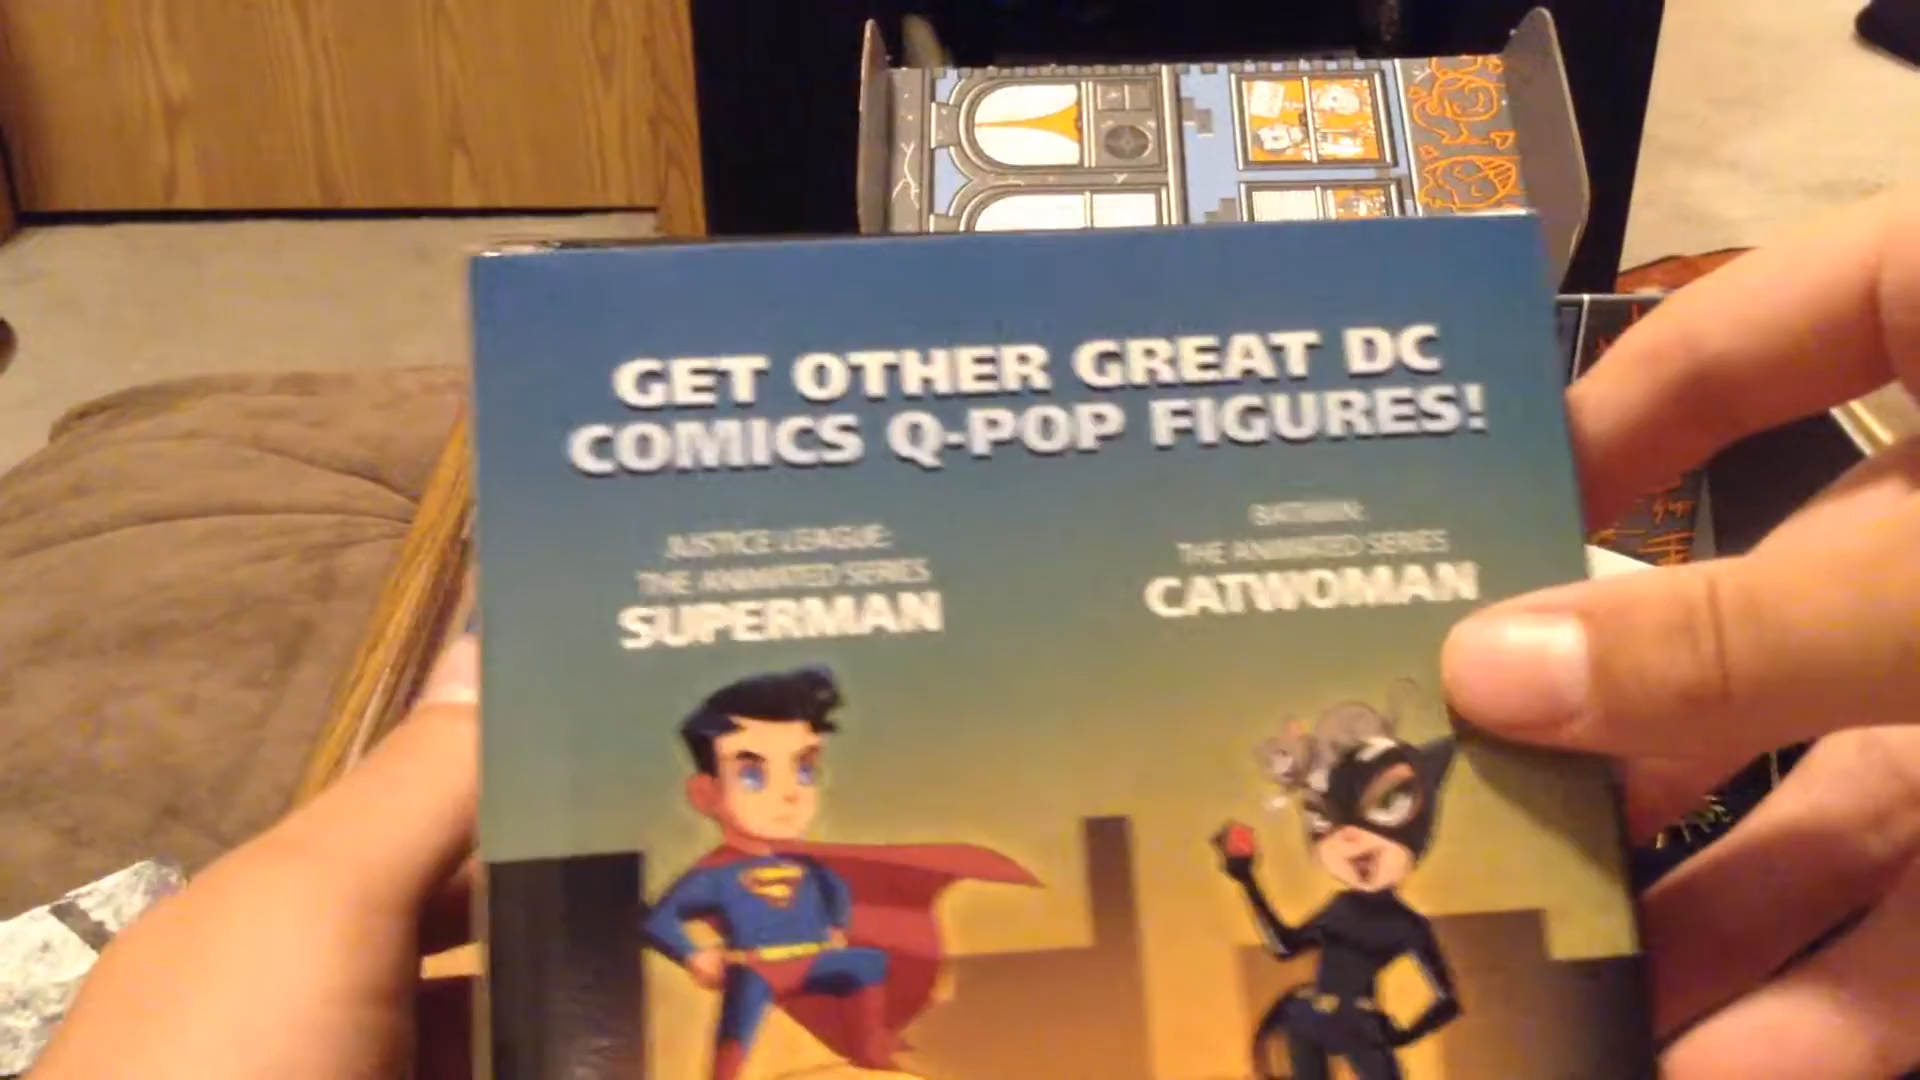 GET OTHER GREAT DC
COMICS Q-POP FIGURES!
JUSTICE LEAGUE:
THE ANIMATED SERIES
SUPERMAN
BATMAN:
THE ANIMATED SERIES
CATWOMAN